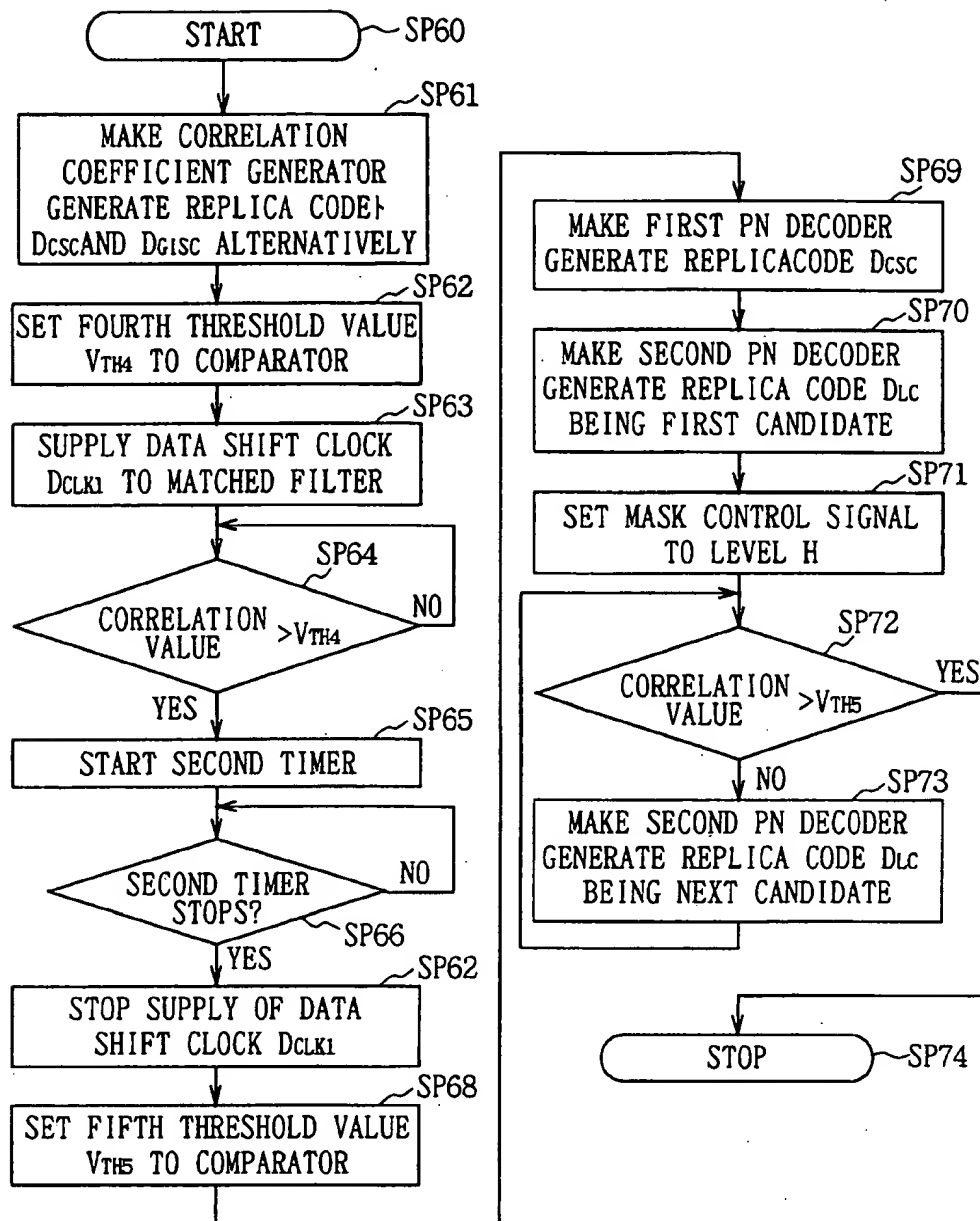 START
SP60
SP61
MAKE CORRELATION
COEFFICIENT GENERATOR
GENERATE REPLICA CODE
DCSCAND DGISC ALTERNATIVELY
SP62
SET FOURTH THRESHOLD VALUE
VTH4 TO COMPARATOR
SP63
SUPPLY DATA SHIFT CLOCK
DCLK1 TO MATCHED FILTER
SP64
CORRELATION
VALUE >VTH4
NO
YES
SP65
START SECOND TIMER
SECOND TIMER
STOPS?
NO
SP66
YES
SP62
STOP SUPPLY OF DATA
SHIFT CLOCK DCLK1
SP68
SET FIFTH THRESHOLD VALUE
VTH5 TO COMPARATOR
SP69
MAKE FIRST PN DECODER
GENERATE REPLICACODE DCSC
SP70
MAKE SECOND PN DECODER
GENERATE REPLICA CODE DLC
BEING FIRST CANDIDATE
SP71
SET MASK CONTROL SIGNAL
TO LEVEL H
SP72
CORRELATION
VALUE >VTH5
YES
NO
SP73
MAKE SECOND PN DECODER
GENERATE REPLICA CODE DLC
BEING NEXT CANDIDATE
STOP
SP74